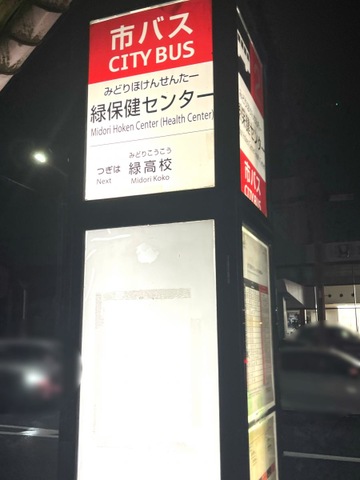 市バス
CITY BUS
みどりほけんせんたー
緑保健センター
Midori Hoken Center (Health Center)
つぎは
Next
みどりこうこう
緑高校
Midori Koko
市バス
CITY BUS